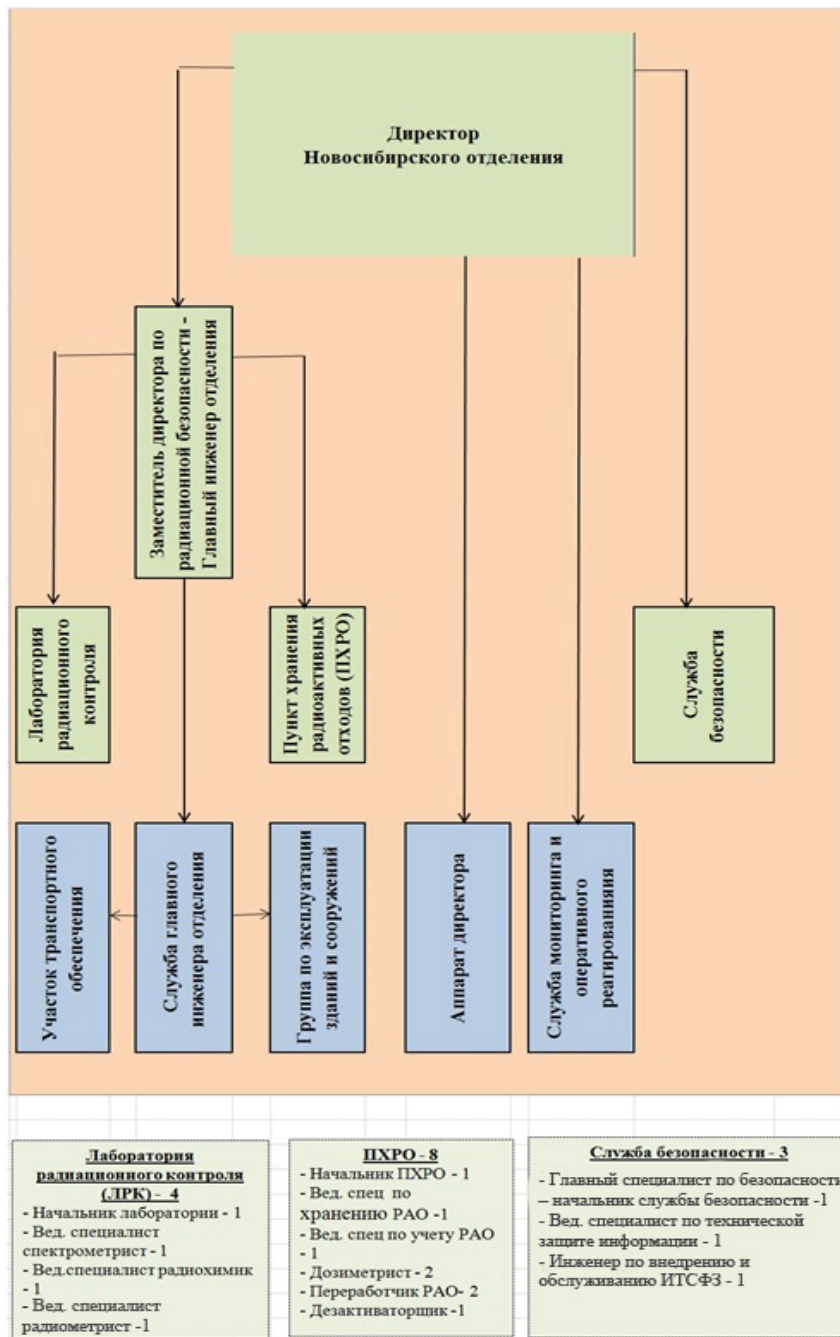 Директор
Новосибирского отделения
Заместитель директора по
радиационной безопасности -
Главный инженер отделения
Лаборатория
радиационного
контроля
Пункт хранения
радиоактивных
отходов (ПХРО)
Служба
безопасности
Участок транспортного
обеспечения
Служба главного
инженера отделения
Группа по эксплуатации
зданий и сооружений
Аппарат директора
Служба мониторинга и
оперативного
реагированияния
Лаборатория
радиационного контроля
(ЛРК) - 4
- Начальник лаборатории - 1
- Вед. специалист
спектрометрист - 1
- Вед.специалист радиохимик
- 1
- Вед. специалист
радиометрист -1
ПХРО - 8
- Начальник ПХРО - 1
- Вед. спец по
хранению РАО -1
- Вед. спец по учету РАО
- 1
- Дозиметрист - 2
- Переработчик РАО- 2
- Дезактиваторщик -1
Служба безопасности - 3
- Главный специалист по безопасности
– начальник службы безопасности -1
- Вед. специалист по технической
защите информации - 1
- Инженер по внедрению и
обслуживанию ИТСФЗ - 1